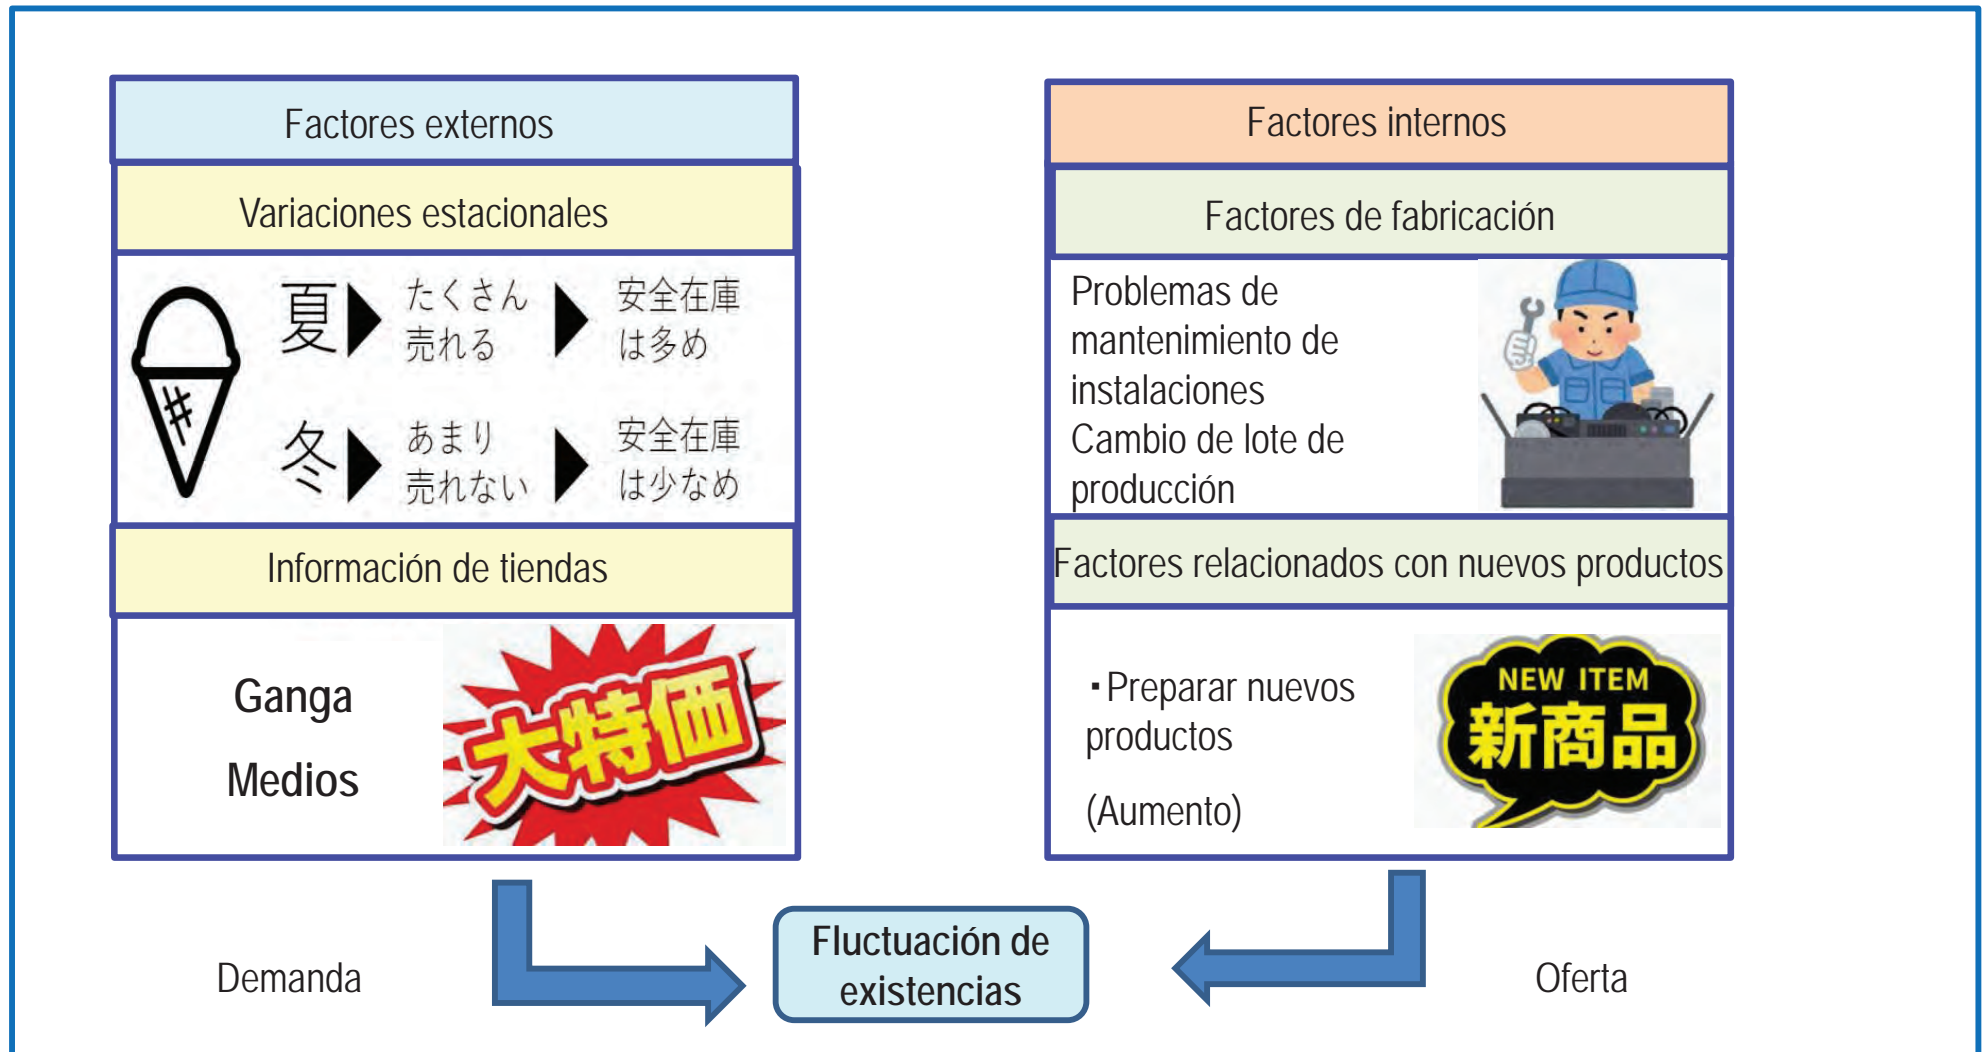 Factores externos
Variaciones estacionales
夏 たくさん 安全在庫
売れる は多め
冬 あまり 安全在庫
売れない は少なめ
Información de tiendas
Ganga
Medios
大特価
Factores internos
Factores de fabricación
Problemas de
mantenimiento de
instalaciones
Cambio de lote de
producción
Factores relacionados con nuevos productos
・Preparar nuevos
productos
(Aumento)
NEW ITEM
新商品
Demanda
Fluctuación de
existencias
Oferta